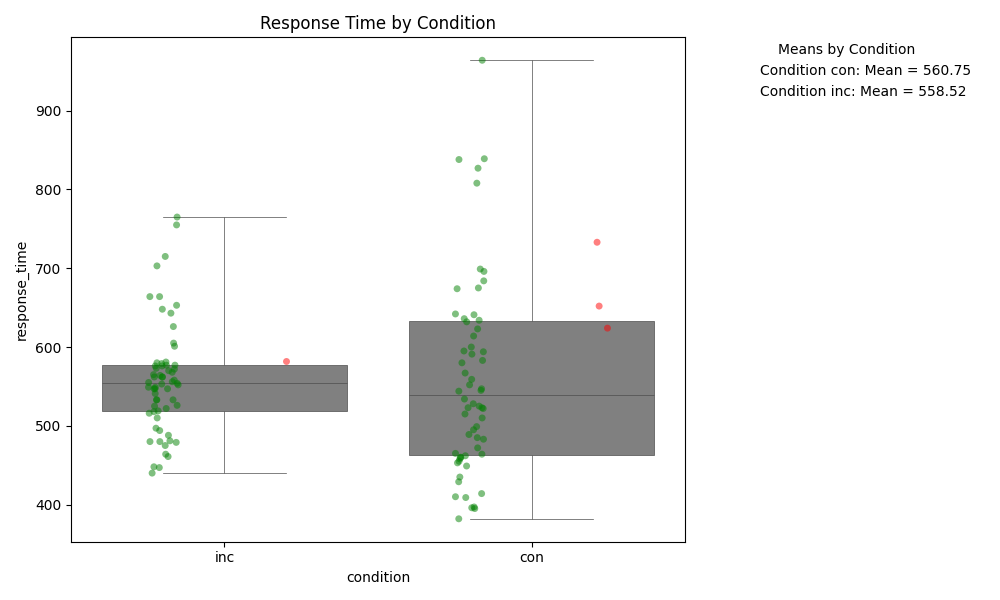 Response Time by Condition
Means by Condition
Condition con: Mean = 560.75
Condition inc: Mean = 558.52
900
800
700
600
500
400
response_time
inc con
condition